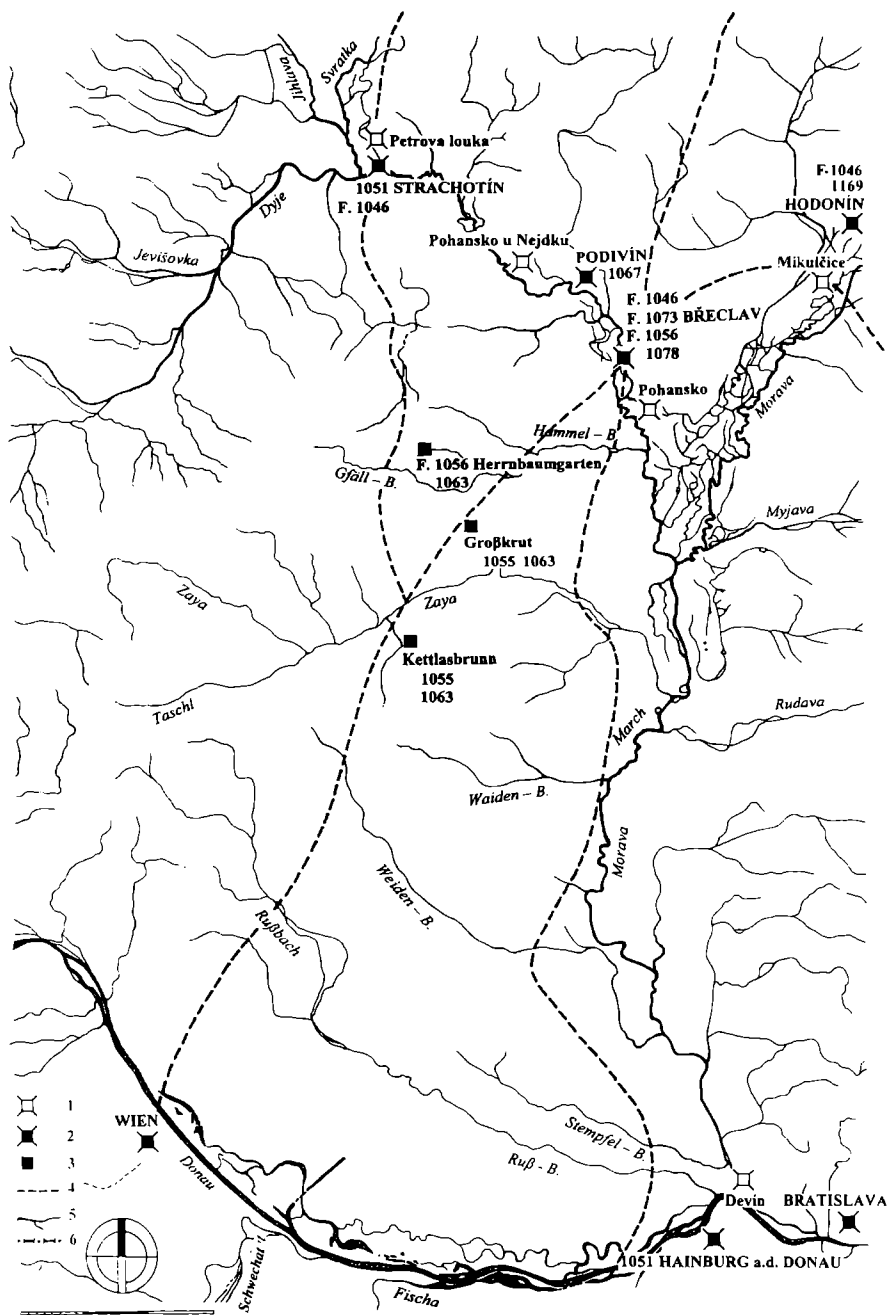 Jihlava
Svratka
Petrova louka
1051 STRACHOTÍN
F. 1046
Dyje
Jevišovka
F. 1046
1169
HODONÍN
Pohansko u Nejdku
PODIVÍN
1067
Mikulčice
F. 1046
F. 1073 BŘECLAV
F. 1056
1078
Pohansko
Morava
Hammel – B.
F. 1056 Herrnbaumgarten
1063
Gfäll – B.
Myjava
Großkrut
1055 1063
Zaya
Zaya
Kettlasbrunn
1055
1063
Taschl
March
Rudava
Waiden – B.
Morava
Weiden – B.
Rußbach
1
2
3
4
5
6
WIEN
Donau
Stempfel – B.
Ruß – B.
Devín
BRATISLAVA
1051 HAINBURG a.d. DONAU
Schwechat
Fischa